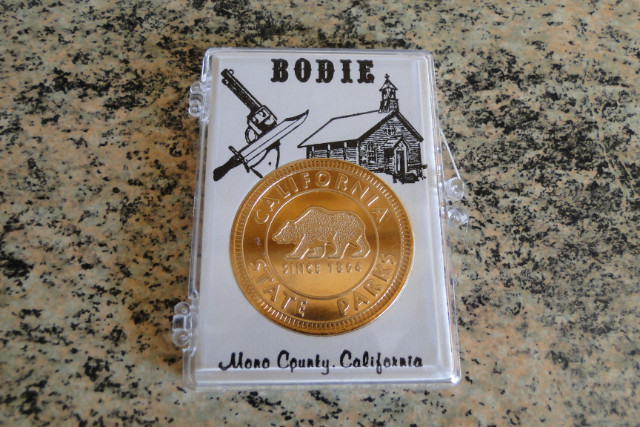 BODIE
CALIFORNIA
SINCE 1864
STATE PARKS
Mono County, California